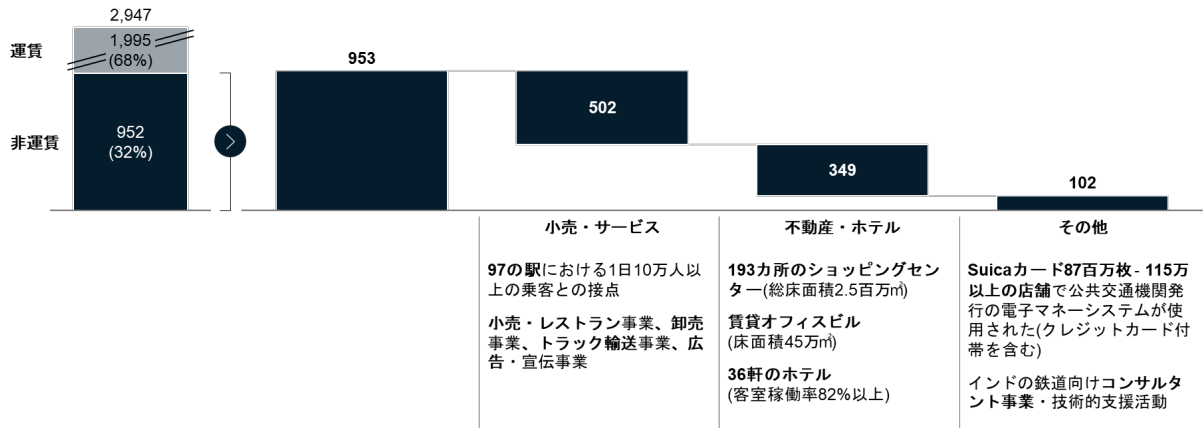 2,947
運賃
1,995
(68%)
非運賃
952
(32%)
953
502
349
102
小売・サービス
97の駅における1日10万人以
上の乗客との接点
小売・レストラン事業、卸売
事業、トラック輸送事業、広
告・宣伝事業
不動産・ホテル
193カ所のショッピングセン
ター(総床面積2.5百万㎡)
賃貸オフィスビル
(床面積45万㎡)
36軒のホテル
(客室稼働率82%以上)
その他
Suicaカード87百万枚 - 115万
以上の店舗で公共交通機関発
行の電子マネーシステムが使
用された(クレジットカード付
帯を含む)
インドの鉄道向けコンサルタ
ント事業・技術的支援活動